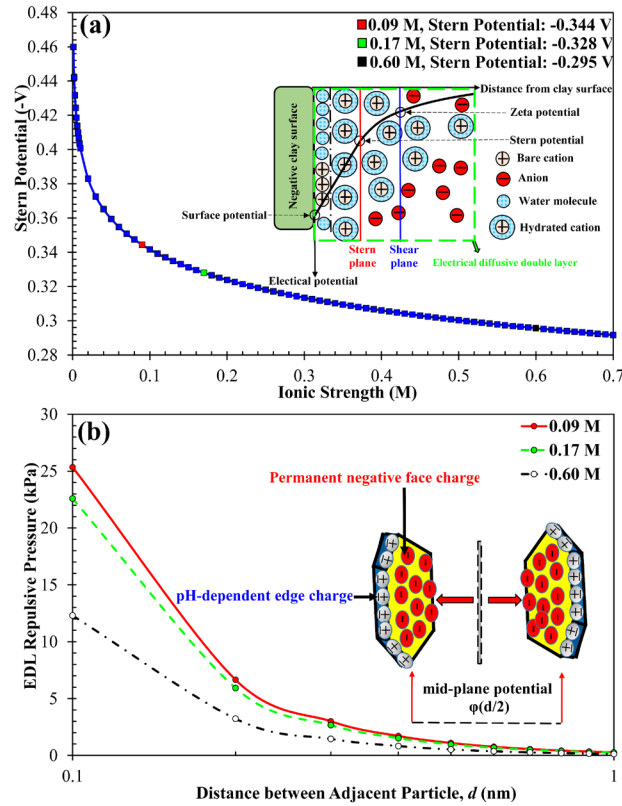 (a)
0.09 M, Stern Potential: -0.344 V
0.17 M, Stern Potential: -0.328 V
0.60 M, Stern Potential: -0.295 V
Stern Potential (-V)
0.48
0.46
0.44
0.42
0.4
0.38
0.36
0.34
0.32
0.3
0.28
Negative clay surface
Distance from clay surface
Zeta potential
Stern potential
Bare cation
Anion
Water molecule
Hydrated cation
Surface potential
Stern
plane
Shear
plane
Electrical diffusive double layer
Electrical potential
0
0.1
0.2
0.3
0.4
0.5
0.6
0.7
Ionic Strength (M)
(b)
0.09 M
0.17 M
0.60 M
EDL Repulsive Pressure (kPa)
30
25
20
15
10
5
0
Permanent negative face charge
pH-dependent edge charge
mid-plane potential
φ(d/2)
0.1
1
Distance between Adjacent Particle, d (nm)